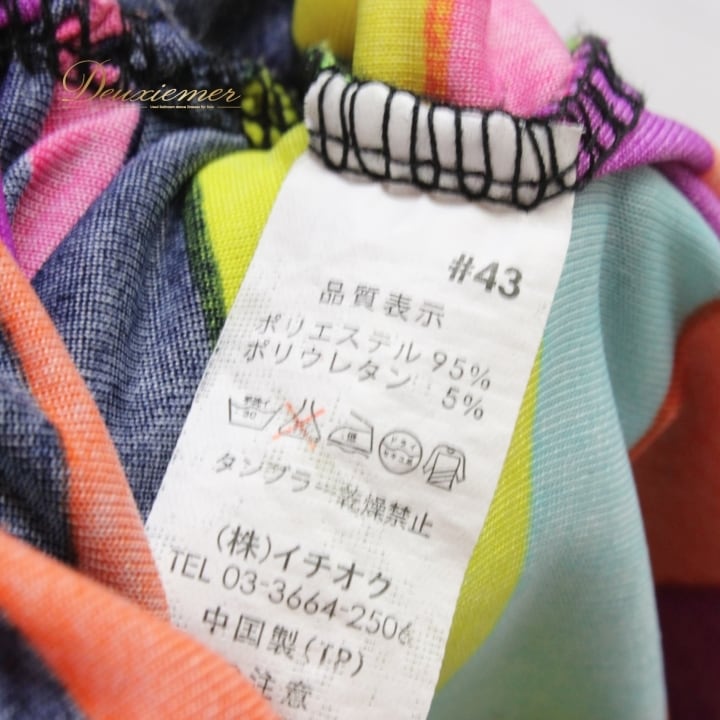 Deuxiemer
#43
品質表示
ポリエステル 95%
ポリウレタン 5%
タンブラー乾燥禁止
(株)イチオク
TEL 03-3664-2506
中国製(TP)
注意